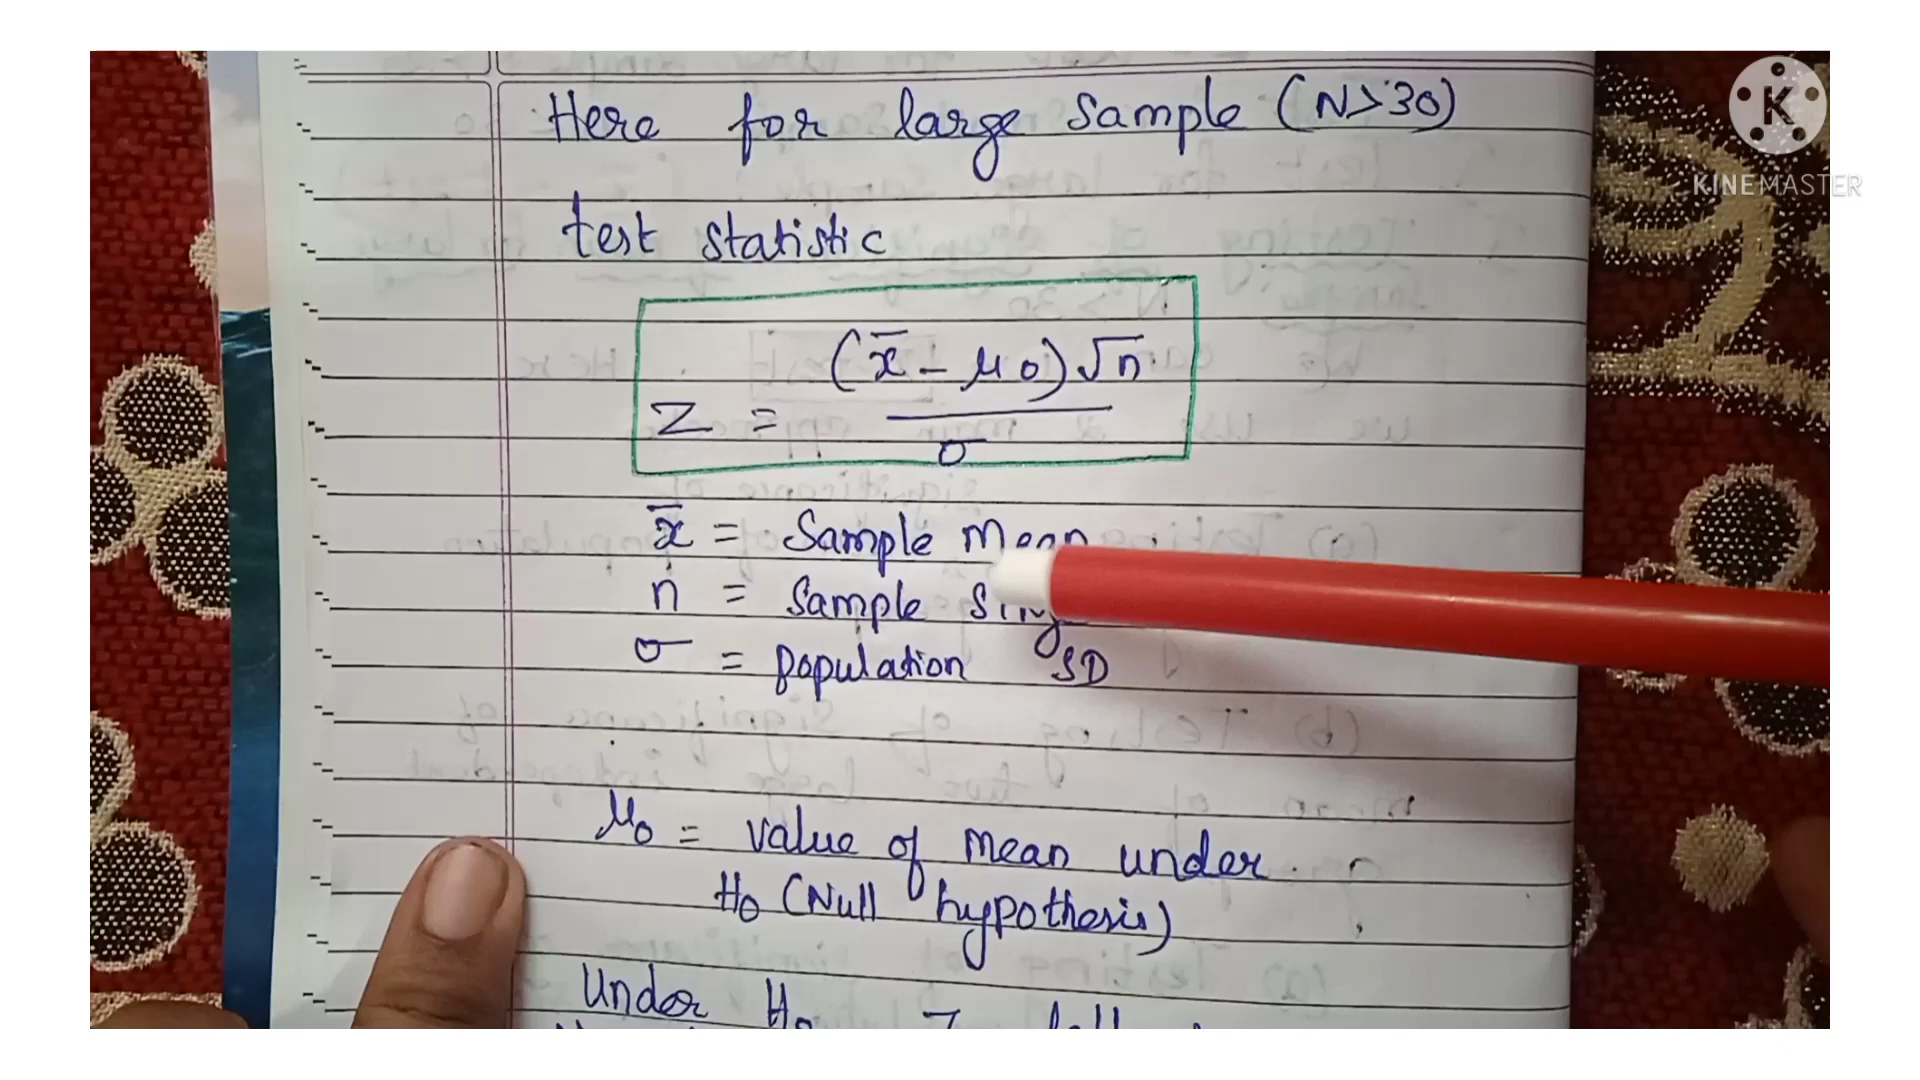 Here for large sample (N>30)
test statistic
Z = (x̄ - μ0)√n / σ
x̄ = Sample mean
n = Sample
σ = population SD
μ0 = value of mean under
H0 (Null hypothesis)
Under H0
K
KINEMASTER